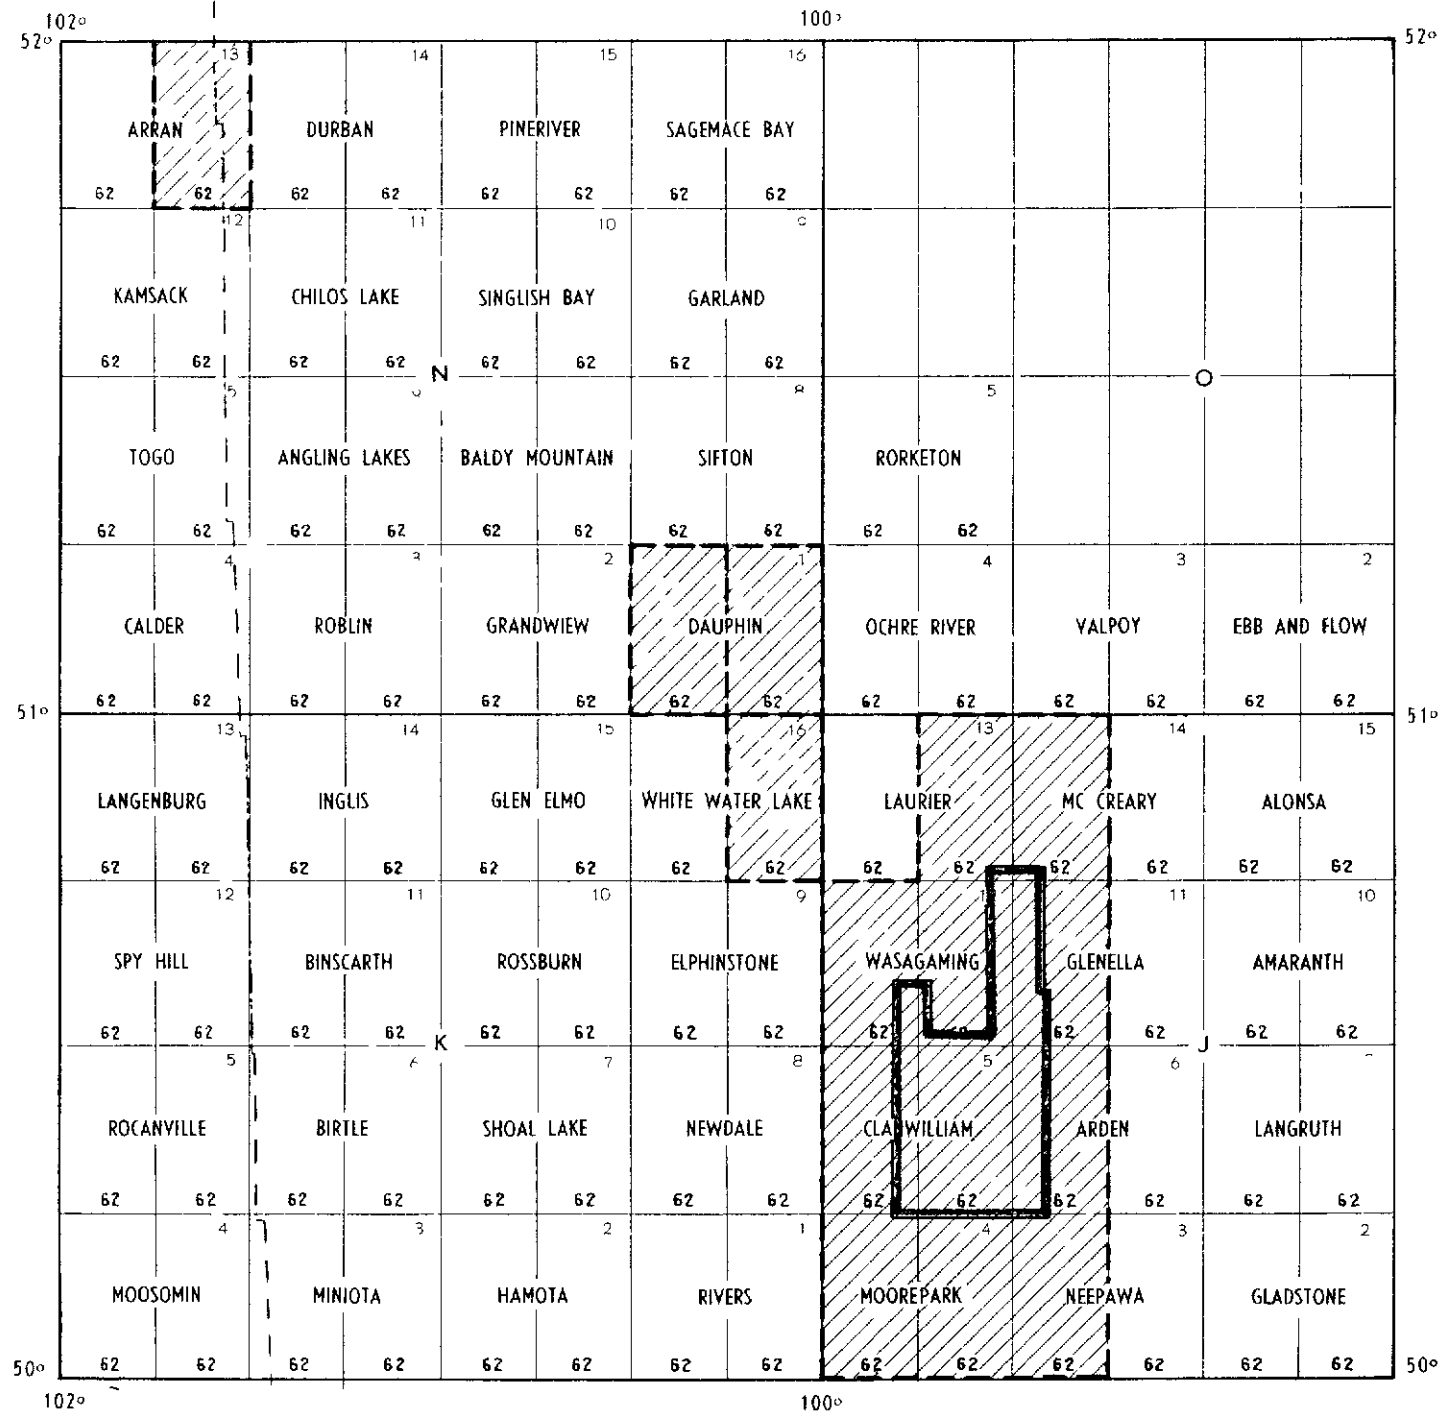 102° 100°
52° 13 14 15 16 52°
ARRAN DURBAN PINERIVER SAGEMACE BAY
62 62 62 62 62 62 62 62
12 11 10
KAMSACK CHILOS LAKE SINGLISH BAY GARLAND
62 62 62 62 62 62 62 62
N O
5 8 5
TOGO ANGLING LAKES BALDY MOUNTAIN SIFTON RORKETON
62 62 62 62 62 62 62 62 62 62
4 3 2 1 4 3 2
CALDER ROBLIN GRANDWIEW DAUPHIN OCHRE RIVER VALPOY EBB AND FLOW
62 62 62 62 62 62 62 62 62 62 62 62 62 62
51° 51°
13 14 15 16 13 14 15
LANGENBURG INGLIS GLEN ELMO WHITE WATER LAKE LAURIER MC CREARY ALONSA
62 62 62 62 62 62 62 62 62 62 62 62 62 62
12 11 10 9 11 10
SPY HILL BINSCARTH ROSSBURN ELPHINSTONE WASAGAMING GLENELLA AMARANTH
62 62 62 62 62 62 62 62 62 62 62 62 62
K J
5 6 7 8 5 6
ROCANVILLE BIRTLE SHOAL LAKE NEWDALE CLANWILLIAM ARDEN LANGRUTH
62 62 62 62 62 62 62 62 62 62 62 62 62 62
4 3 2 1 4 3 2
MOOSOMIN MINIOTA HAMOTA RIVERS MOOREPARK NEEPAWA GLADSTONE
62 62 62 62 62 62 62 62 62 62 62 62 62 62
50° 50°
102° 100°